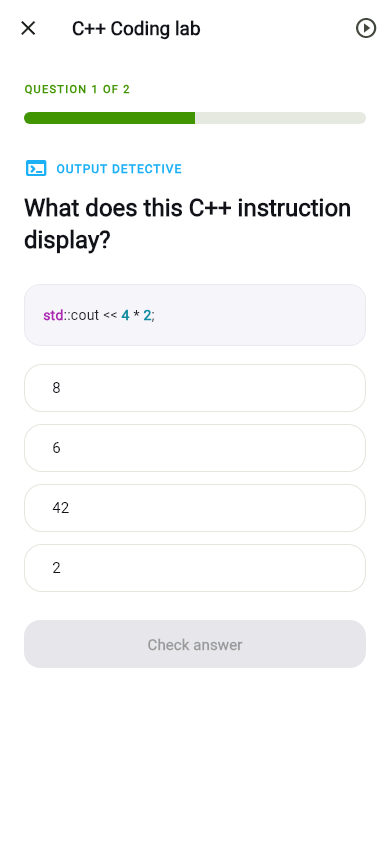 C++ Coding lab
QUESTION 1 OF 2
OUTPUT DETECTIVE
What does this C++ instruction
display?
std::cout << 4 * 2;
8
6
42
2
Check answer